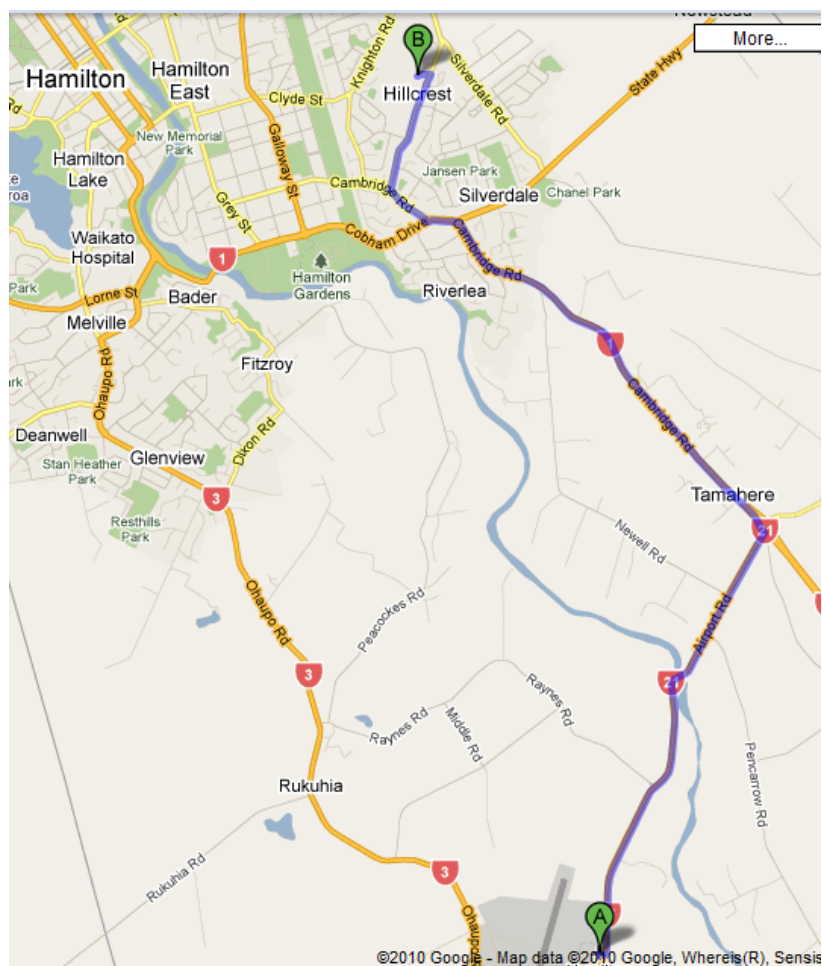 Newstead
More...
B
Hamilton
Hamilton
East
Knighton Rd
Hillcrest
Silverdale Rd
State Hwy
Rd
Clyde St
New Memorial
Park
Galloway St
Hamilton
Lake
Jansen Park
Cambridge Rd
Silverdale
Chanel Park
Grey St
Waikato
Hospital
Cobham Drive
1
Hamilton
Gardens
Cambridge Rd
Park
Lorne St
Bader
Riverlea
Melville
1
Fitzroy
Ohaupo Rd
Cambridge Rd
Deanwell
Dixon Rd
Glenview
Stan Heather
Park
3
Tamahere
Resthills
Park
21
Newell Rd
Ohaupo Rd
Peacockes Rd
Airport Rd
3
21
Raynes Rd
Raynes Rd
Middle Rd
Pencarrow Rd
Rukuhia
Rukuhia Rd
3
Ohaupo
A
©2010 Google - Map data ©2010 Google, Whereis(R), Sensis